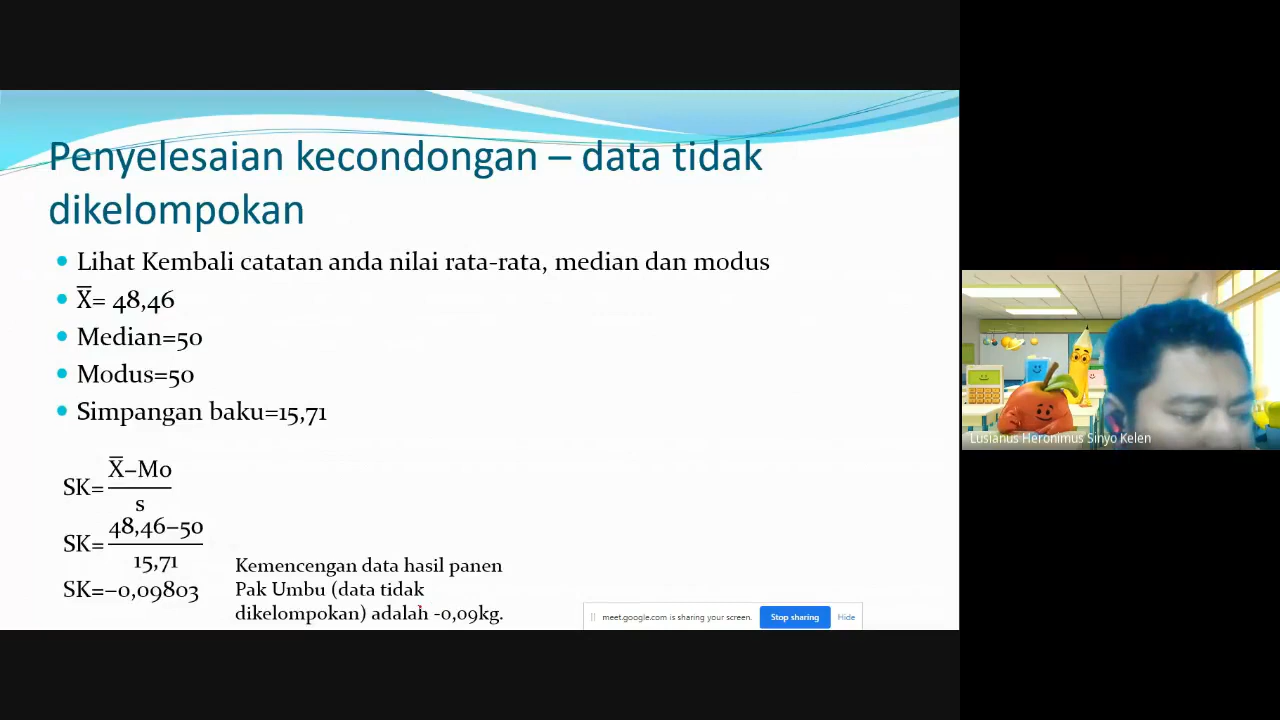 Penyelesaian kecondongan – data tidak
dikelompokan
Lihat Kembali catatan anda nilai rata-rata, median dan modus
X̅= 48,46
Median=50
Modus=50
Simpangan baku=15,71
SK=
X̅−Mo
s
SK=
48,46−50
15,71
SK=−0,09803
Kemencengan data hasil panen
Pak Umbu (data tidak
dikelompokan) adalah -0,09kg.
meet.google.com is sharing your screen. Stop sharing Hide
Lusianus Heronimus Sinyo Kelen